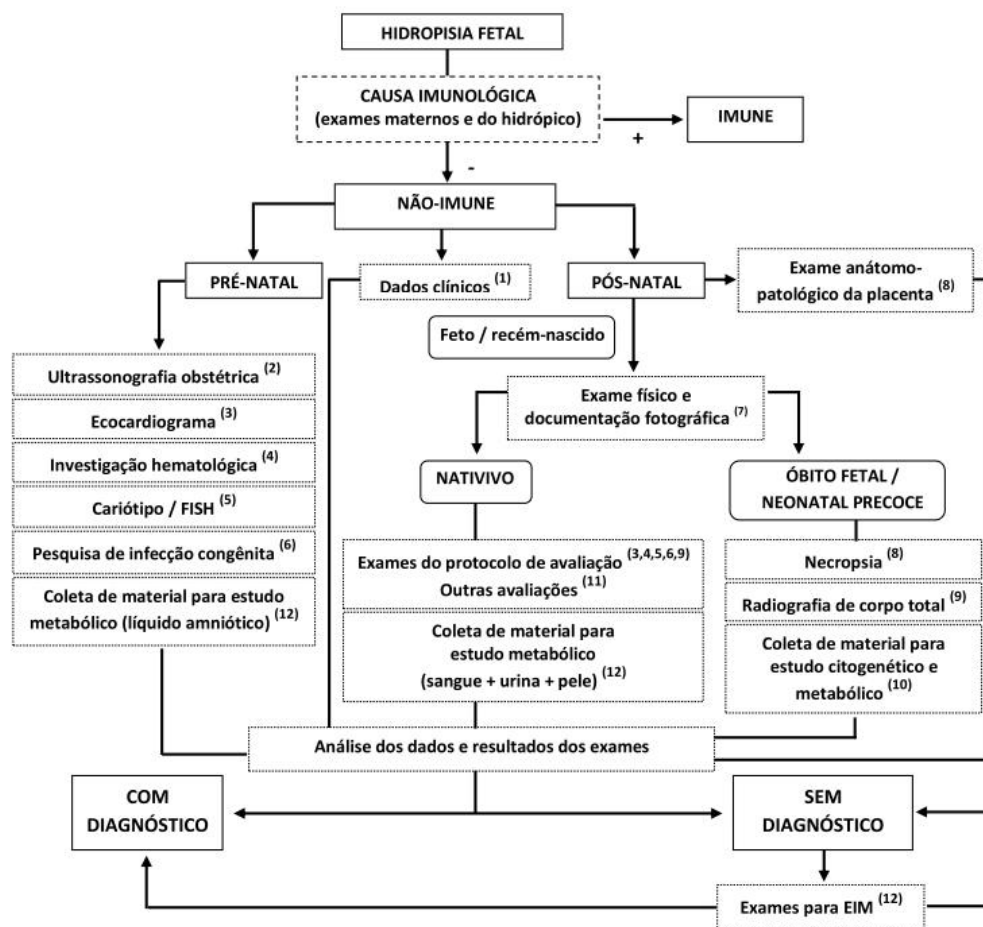 HIDROPISIA FETAL
CAUSA IMUNOLÓGICA
(exames maternos e do hidrópico)
+
IMUNE
-
NÃO-IMUNE
PRÉ-NATAL
Dados clínicos (1)
PÓS-NATAL
Exame anátomo-
patológico da placenta (8)
Feto / recém-nascido
Ultrassonografia obstétrica (2)
Ecocardiograma (3)
Investigação hematológica (4)
Cariótipo / FISH (5)
Pesquisa de infecção congênita (6)
Coleta de material para estudo
metabólico (líquido amniótico) (12)
Exame físico e
documentação fotográfica (7)
NATIVIVO
Exames do protocolo de avaliação (3,4,5,6,9)
Outras avaliações (11)
Coleta de material para
estudo metabólico
(sangue + urina + pele) (12)
ÓBITO FETAL /
NEONATAL PRECOCE
Necropsia (8)
Radiografia de corpo total (9)
Coleta de material para
estudo citogenético e
metabólico (10)
Análise dos dados e resultados dos exames
COM
DIAGNÓSTICO
SEM
DIAGNÓSTICO
Exames para EIM (12)